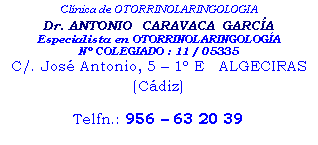 Clínica de OTORRINOLARINGOLOGIA
Dr. ANTONIO CARAVACA GARCÍA
Especialista en OTORRINOLARINGOLOGÍA
Nº COLEGIADO : 11 / 05335
C/. José Antonio, 5 – 1º E ALGECIRAS
(Cádiz)
Telfn.: 956 – 63 20 39